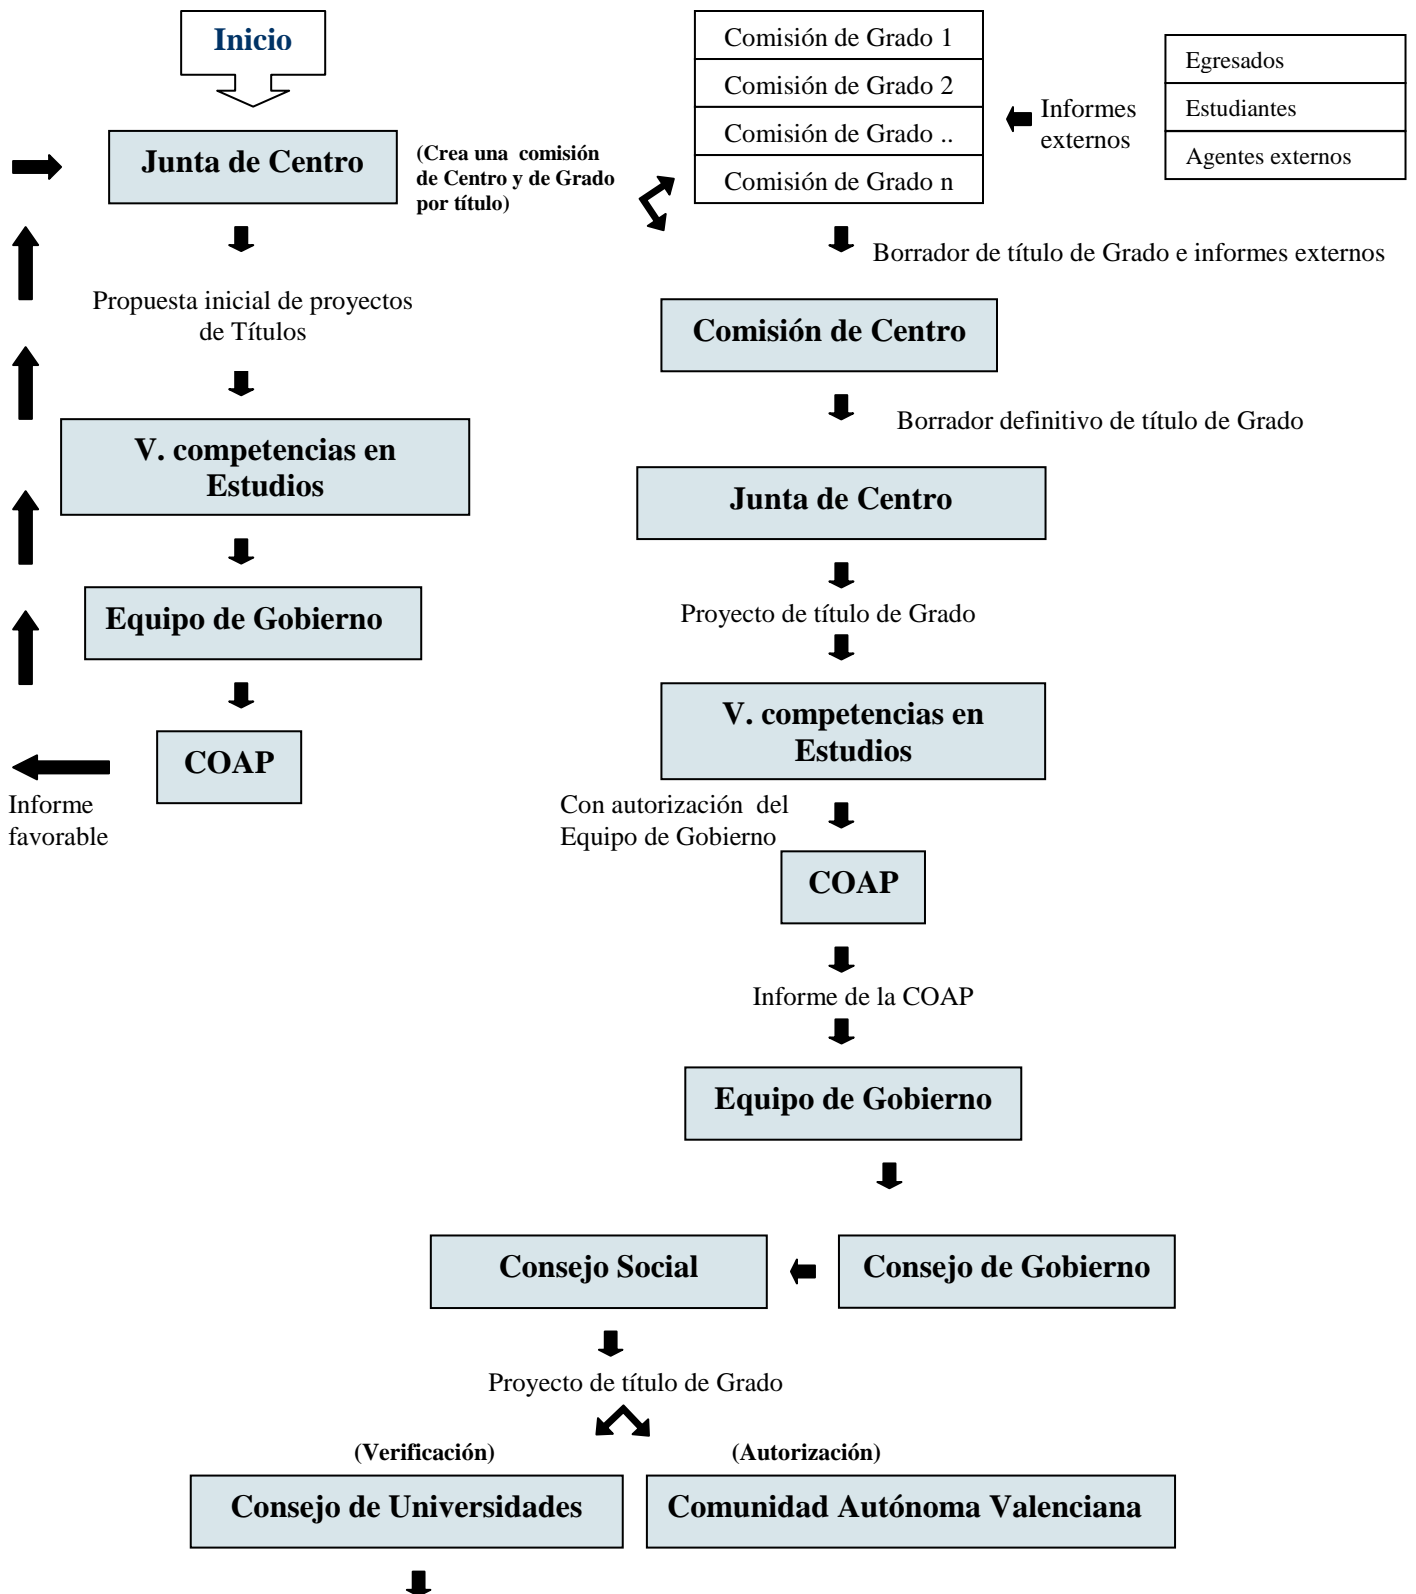 Inicio
Junta de Centro
(Crea una comisión
de Centro y de Grado
por título)
Propuesta inicial de proyectos
de Títulos
V. competencias en
Estudios
Equipo de Gobierno
COAP
Informe
favorable
Comisión de Grado 1
Comisión de Grado 2
Comisión de Grado ..
Comisión de Grado n
Informes
externos
Egresados
Estudiantes
Agentes externos
Borrador de título de Grado e informes externos
Comisión de Centro
Borrador definitivo de título de Grado
Junta de Centro
Proyecto de título de Grado
V. competencias en
Estudios
Con autorización del
Equipo de Gobierno
COAP
Informe de la COAP
Equipo de Gobierno
Consejo Social
Consejo de Gobierno
Proyecto de título de Grado
(Verificación)
(Autorización)
Consejo de Universidades
Comunidad Autónoma Valenciana